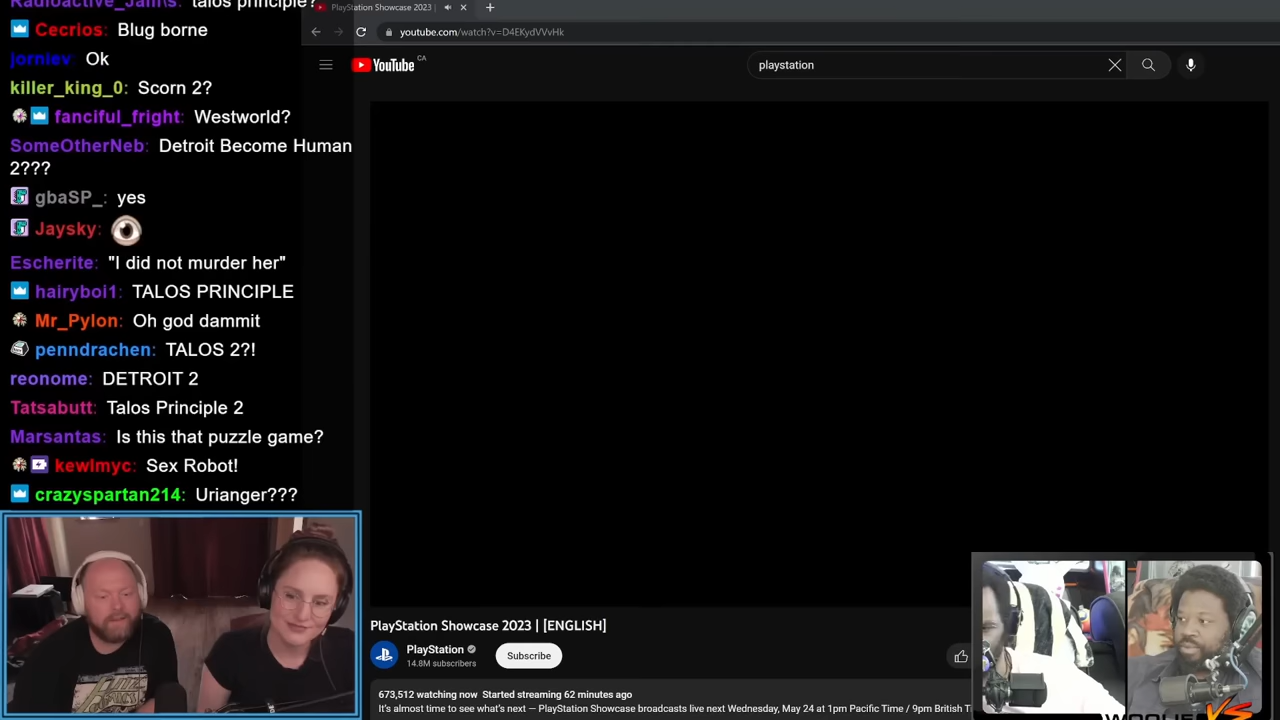 Radioactive_Jam\s: talos principle?
Cecrios: Blug borne
jorniev: Ok
killer_king_0: Scorn 2?
fanciful_fright: Westworld?
SomeOtherNeb: Detroit Become Human
2???
gbaSP_: yes
Jaysky:
Escherite: "I did not murder her"
hairyboi1: TALOS PRINCIPLE
Mr_Pylon: Oh god dammit
penndrachen: TALOS 2?!
reonome: DETROIT 2
Tatsabutt: Talos Principle 2
Marsantas: Is this that puzzle game?
kewlmyc: Sex Robot!
crazyspartan214: Urianger???
PlayStation Showcase 2023 |
youtube.com/watch?v=D4EKydVVvHk
YouTube CA
playstation
PlayStation Showcase 2023 | [ENGLISH]
PlayStation
14.8M subscribers
Subscribe
673,512 watching now Started streaming 62 minutes ago
It's almost time to see what's next — PlayStation Showcase broadcasts live next Wednesday, May 24 at 1pm Pacific Time / 9pm British T
VS